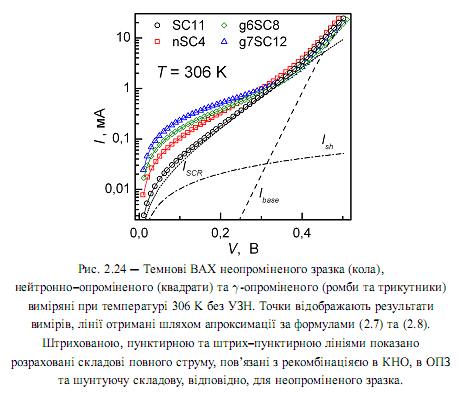 SC11
g6SC8
nSC4
g7SC12
T = 306 K
10
1
0,1
0,01
I, мА
I_SCR
I_base
I_sh
0,0
0,2
0,4
V, В
Рис. 2.24 — Темнові ВАХ неопроміненого зразка (кола),
нейтронно–опроміненого (квадрати) та γ-опроміненого (ромби та трикутники)
виміряні при температурі 306 К без УЗН. Точки відображають результати
вимірів, лінії отримані шляхом апроксимації за формулами (2.7) та (2.8).
Штрихованою, пунктирною та штрих–пунктирною лініями показано
розраховані складові повного струму, пов'язані з рекомбінацією в КНО, в ОПЗ
та шунтуючу складову, відповідно, для неопроміненого зразка.